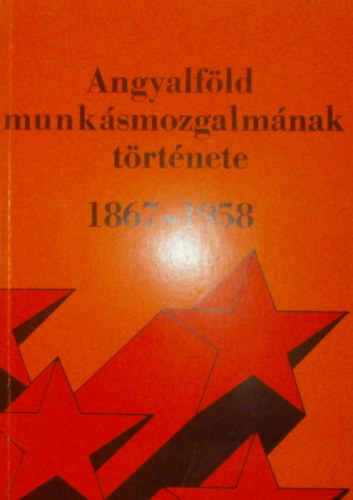 Angyalföld
munkásmozgalmának
története
1867-1958